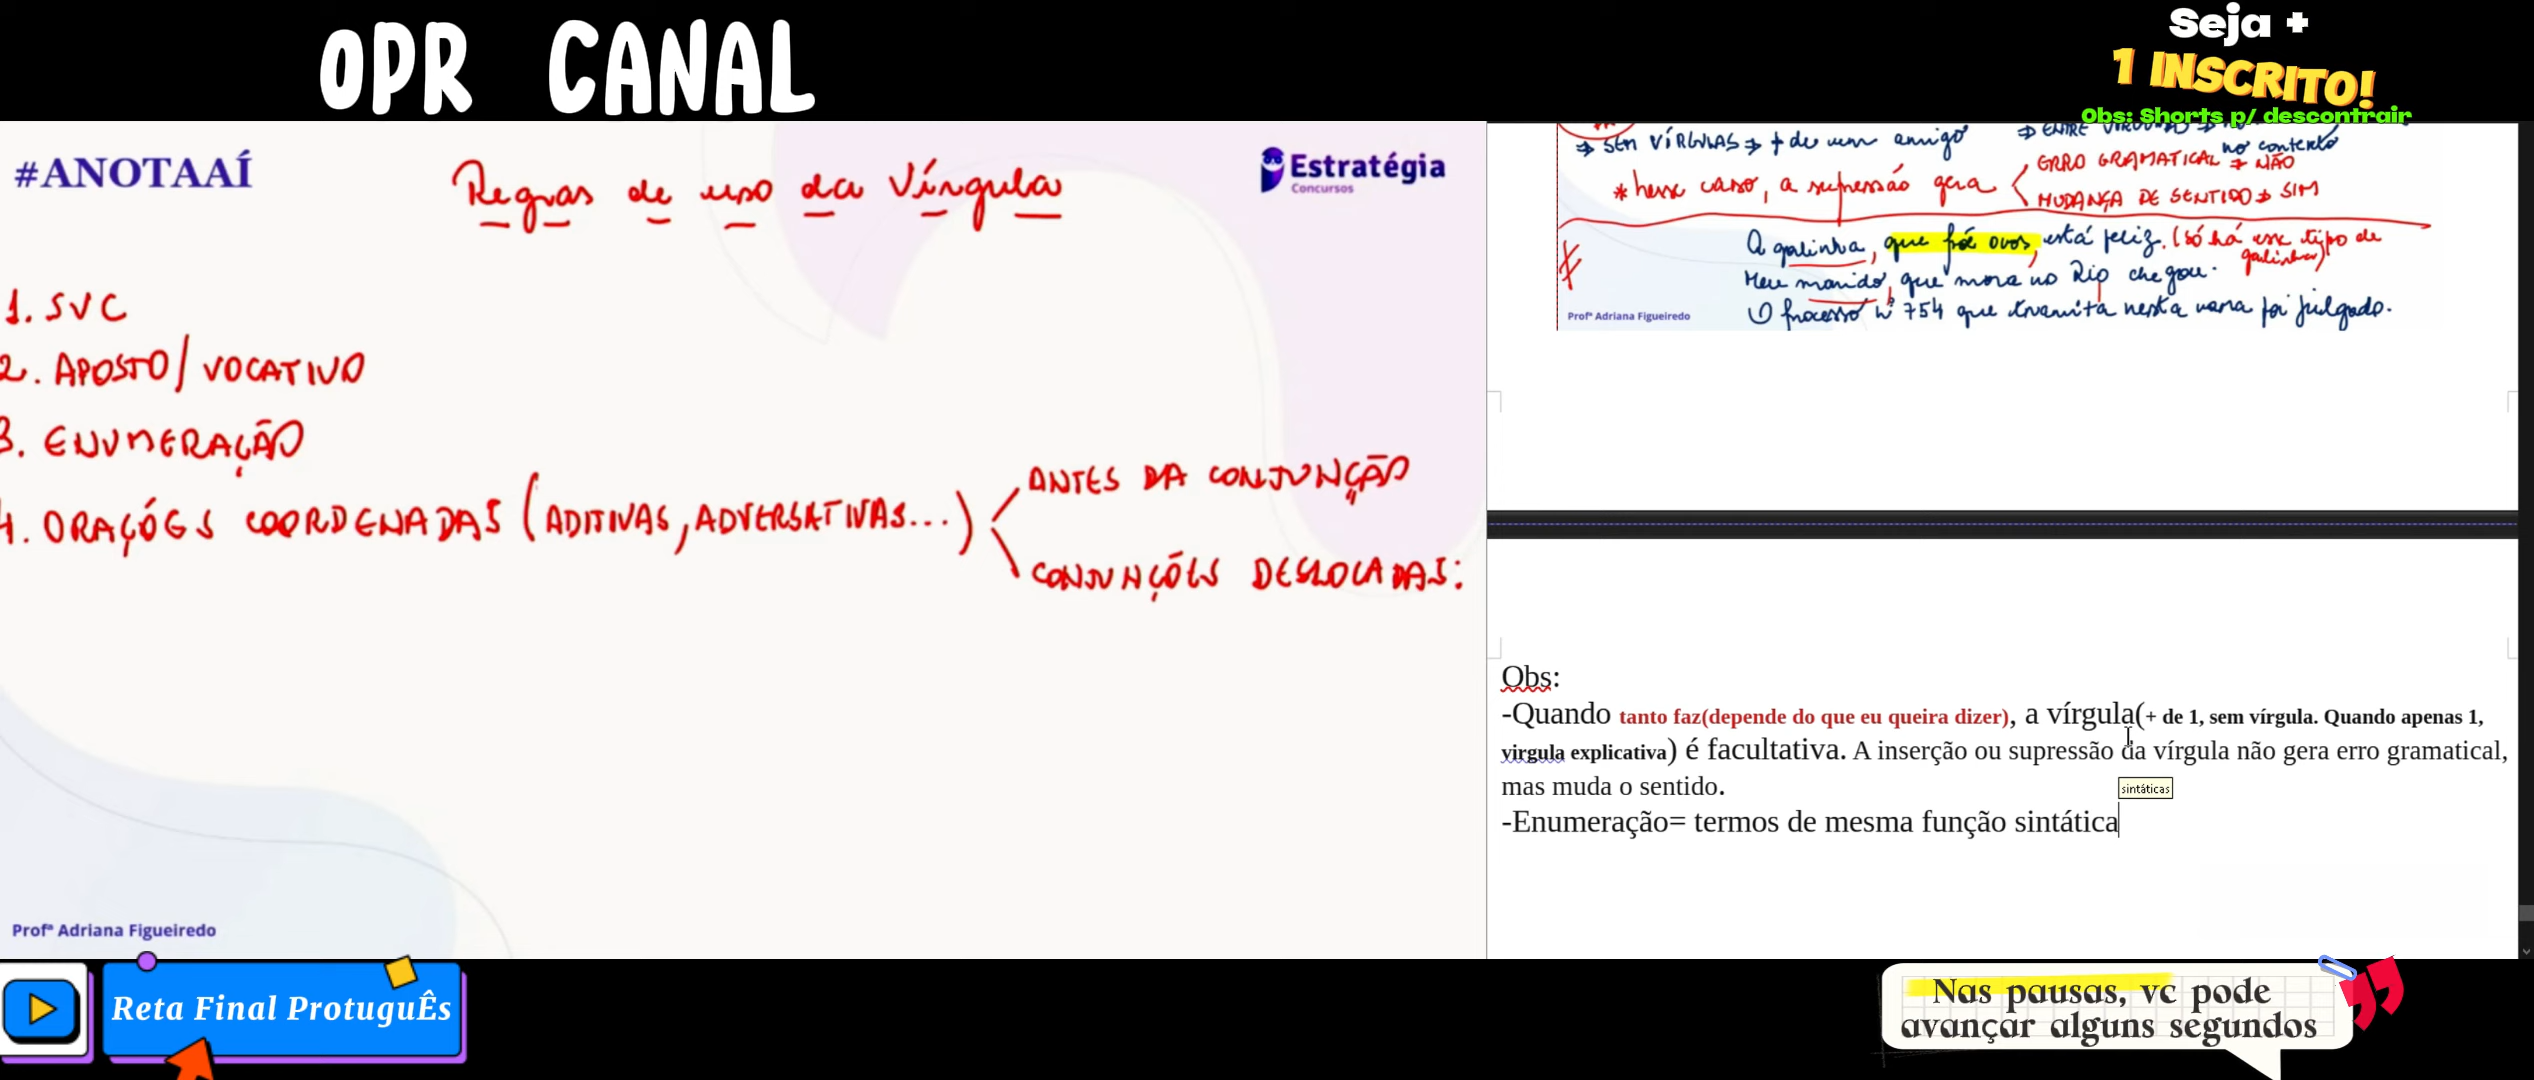 OPR CANAL
Seja +
1 INSCRITO!
Obs: Shorts p/ descontrair
#ANOTAAÍ
Regras de uso da Vírgula
Estratégia
Concursos
1. SVC
2. APOSTO/VOCATIVO
3. ENUMERAÇÃO
4. ORAÇÕES COORDENADAS (ADITIVAS, ADVERSATIVAS...)
ANTES DA CONJUNÇÃO
CONJUNÇÕES DESLOCADAS:
Profª Adriana Figueiredo
⇒ SEM VÍRGULAS ⇒ + de um amigo
⇒ ENTRE
no contexto
* nesse caso, a supressão gera
ERRO GRAMATICAL ⇒ NÃO
MUDANÇA DE SENTIDO ⇒ SIM
A galinha, que põe ovos, está feliz. (só há esse tipo de galinha)
Meu marido, que mora no Rio, chegou.
O processo nº 754 que tramita nesta vara foi julgado.
Profª Adriana Figueiredo
Obs:
-Quando tanto faz(depende do que eu queira dizer), a vírgula(+ de 1, sem vírgula. Quando apenas 1,
virgula explicativa) é facultativa. A inserção ou supressão da vírgula não gera erro gramatical,
mas muda o sentido.
sintáticas
-Enumeração= termos de mesma função sintática
Reta Final ProtuguÊs
Nas pausas, vc pode
avançar alguns segundos